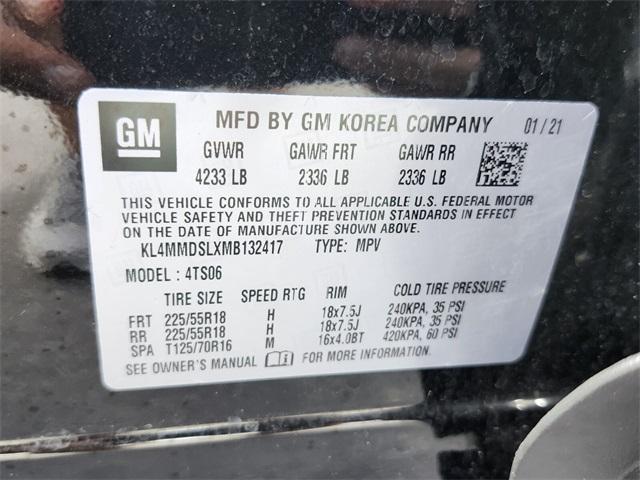 GM MFD BY GM KOREA COMPANY 01/21
GVWR GAWR FRT GAWR RR
4233 LB 2336 LB 2336 LB
THIS VEHICLE CONFORMS TO ALL APPLICABLE U.S. FEDERAL MOTOR
VEHICLE SAFETY AND THEFT PREVENTION STANDARDS IN EFFECT
ON THE DATE OF MANUFACTURE SHOWN ABOVE.
KL4MMDSLXMB132417 TYPE: MPV
MODEL: 4TS06
TIRE SIZE SPEED RTG RIM COLD TIRE PRESSURE
FRT 225/55R18 H 18x7.5J 240KPA, 35 PSI
RR 225/55R18 H 18x7.5J 240KPA, 35 PSI
SPA T125/70R16 M 16x4.0BT 420KPA, 60 PSI
SEE OWNER'S MANUAL i FOR MORE INFORMATION.